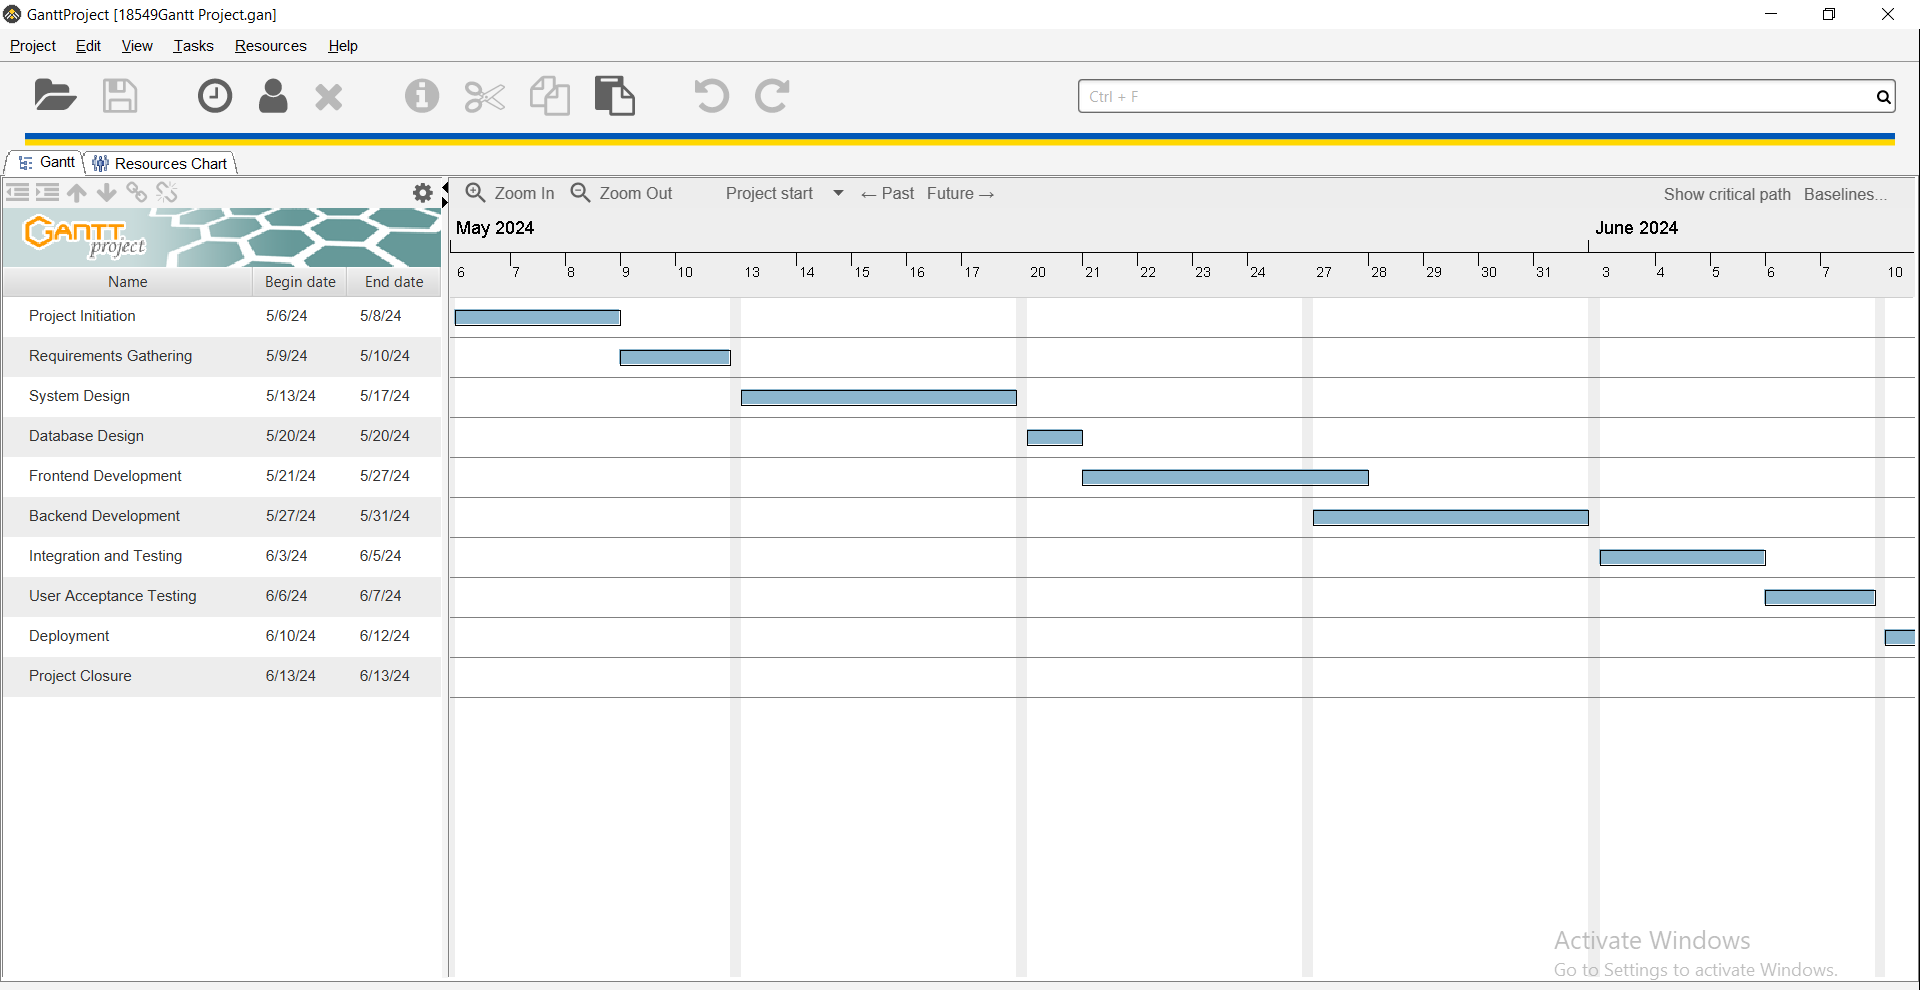 GanttProject [18549Gantt Project.gan]
Project Edit View Tasks Resources Help
Ctrl + F
Gantt Resources Chart
Zoom In Zoom Out Project start ← Past Future → Show critical path Baselines...
GANTT project
May 2024 June 2024
6 7 8 9 10 13 14 15 16 17 20 21 22 23 24 27 28 29 30 31 3 4 5 6 7 10
Name Begin date End date
Project Initiation 5/6/24 5/8/24
Requirements Gathering 5/9/24 5/10/24
System Design 5/13/24 5/17/24
Database Design 5/20/24 5/20/24
Frontend Development 5/21/24 5/27/24
Backend Development 5/27/24 5/31/24
Integration and Testing 6/3/24 6/5/24
User Acceptance Testing 6/6/24 6/7/24
Deployment 6/10/24 6/12/24
Project Closure 6/13/24 6/13/24
Activate Windows
Go to Settings to activate Windows.